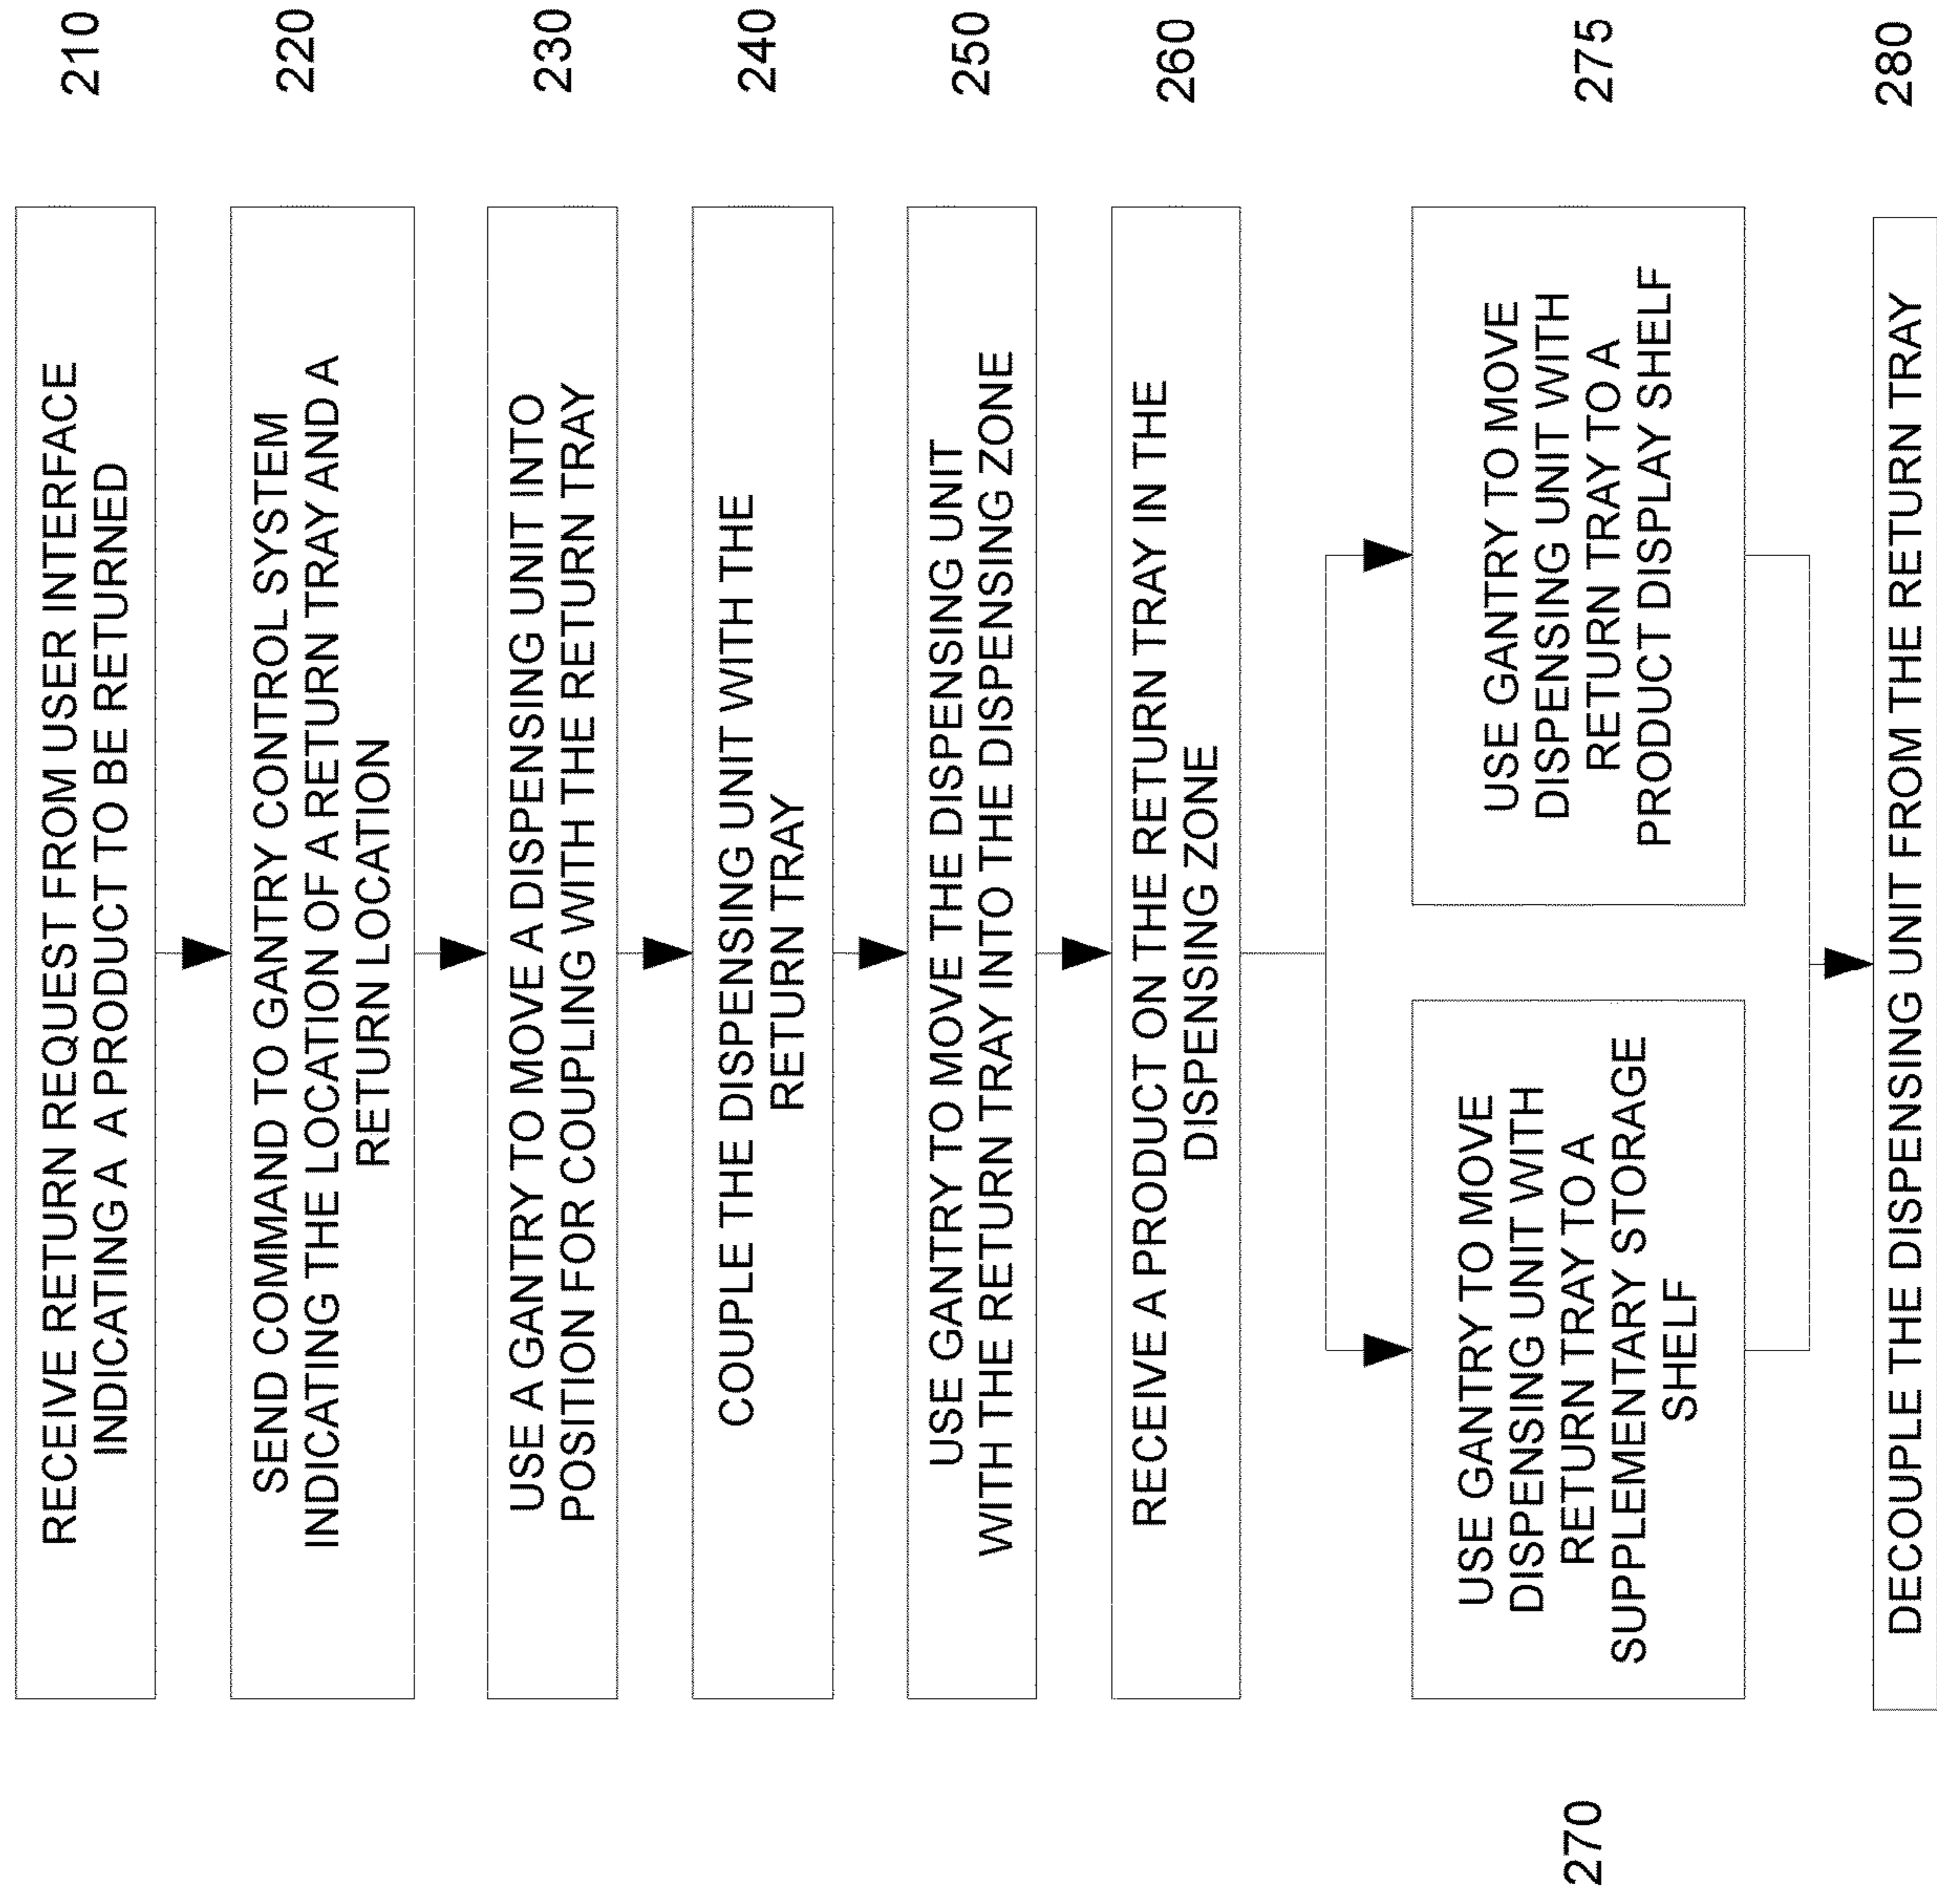 RECEIVE RETURN REQUEST FROM USER INTERFACE
INDICATING A A PRODUCT TO BE RETURNED
210
SEND COMMAND TO GANTRY CONTROL SYSTEM
INDICATING THE LOCATION OF A RETURN TRAY AND A
RETURN LOCATION
220
USE A GANTRY TO MOVE A DISPENSING UNIT INTO
POSITION FOR COUPLING WITH THE RETURN TRAY
230
COUPLE THE DISPENSING UNIT WITH THE
RETURN TRAY
240
USE GANTRY TO MOVE THE DISPENSING UNIT
WITH THE RETURN TRAY INTO THE DISPENSING ZONE
250
RECEIVE A PRODUCT ON THE RETURN TRAY IN THE
DISPENSING ZONE
260
270
USE GANTRY TO MOVE
DISPENSING UNIT WITH
RETURN TRAY TO A
SUPPLEMENTARY STORAGE
SHELF
USE GANTRY TO MOVE
DISPENSING UNIT WITH
RETURN TRAY TO A
PRODUCT DISPLAY SHELF
275
DECOUPLE THE DISPENSING UNIT FROM THE RETURN TRAY
280